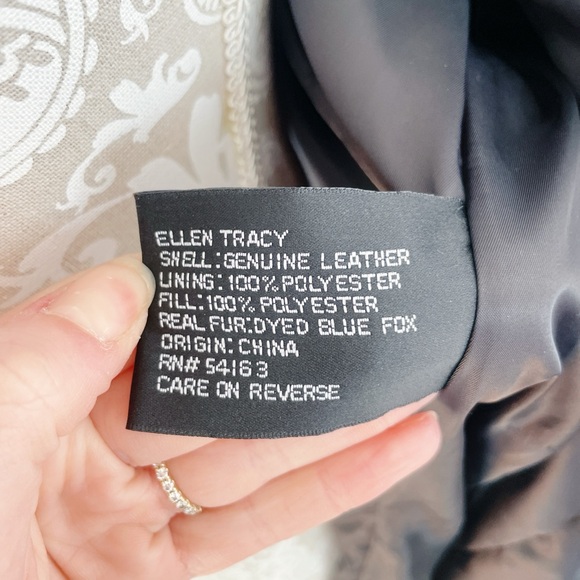 ELLEN TRACY
SHELL:GENUINE LEATHER
LINING:100% POLYESTER
FILL:100% POLYESTER
REAL FUR:DYED BLUE FOX
ORIGIN:CHINA
RN# 54163
CARE ON REVERSE